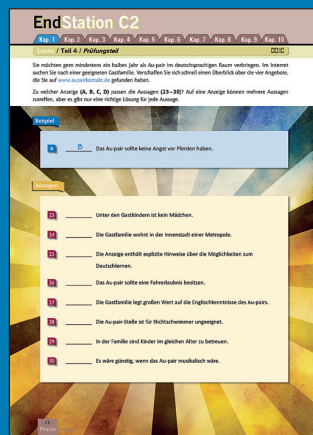 EndStation C2
Kap. 1 Kap. 2 Kap. 3 Kap. 4 Kap. 5 Kap. 6 Kap. 7 Kap. 8 Kap. 9 Kap. 10
Lesen / Teil 4 / Prüfungsteil
Sie möchten gern mindestens ein halbes Jahr als Au-pair im deutschsprachigen Raum verbringen. Im Internet
suchen Sie nach einer geeigneten Gastfamilie. Verschaffen Sie sich schnell einen Überblick über die vier Angebote,
die Sie auf www.aupairkontakt.de gefunden haben.
Zu welcher Anzeige (A, B, C, D) passen die Aussagen (23–30)? Auf eine Anzeige können mehrere Aussagen
zutreffen, aber es gibt nur eine richtige Lösung für jede Aussage.
Beispiel
0 B Das Au-pair sollte keine Angst vor Pferden haben.
Aussagen
23 Unter den Gastkindern ist kein Mädchen.
24 Die Gastfamilie wohnt in der Innenstadt einer Metropole.
25 Die Anzeige enthält explizite Hinweise über die Möglichkeiten zum
Deutschlernen.
26 Das Au-pair sollte eine Fahrerlaubnis besitzen.
27 Die Gastfamilie legt großen Wert auf die Englischkenntnisse des Au-pairs.
28 Die Au-pair-Stelle ist für Nichtschwimmer ungeeignet.
29 In der Familie sind Kinder im gleichen Alter zu betreuen.
30 Es wäre günstig, wenn das Au-pair musikalisch wäre.
Praxis